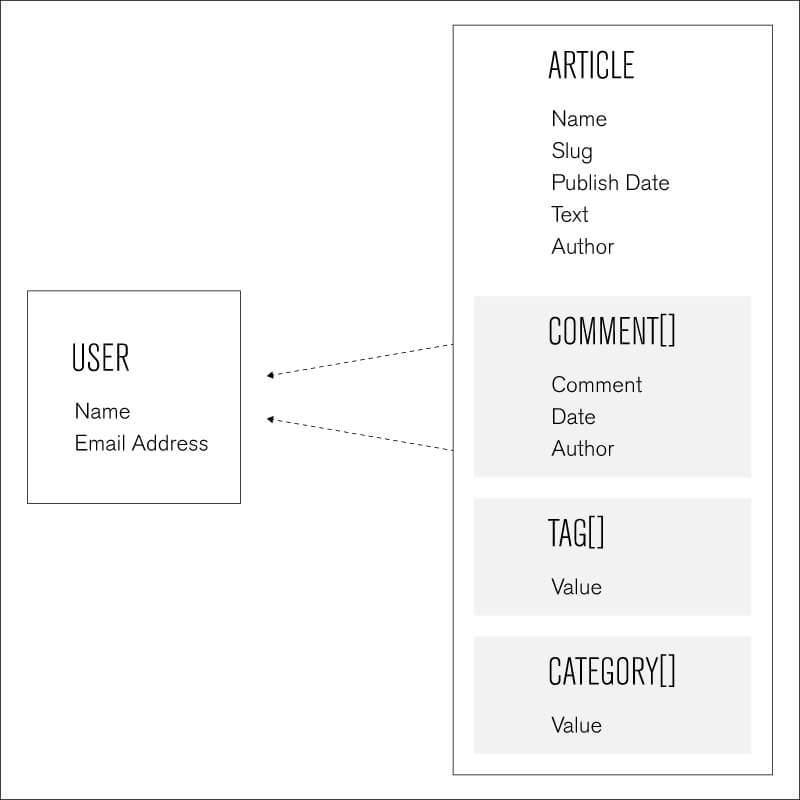 USER
Name
Email Address
ARTICLE
Name
Slug
Publish Date
Text
Author
COMMENT[]
Comment
Date
Author
TAG[]
Value
CATEGORY[]
Value